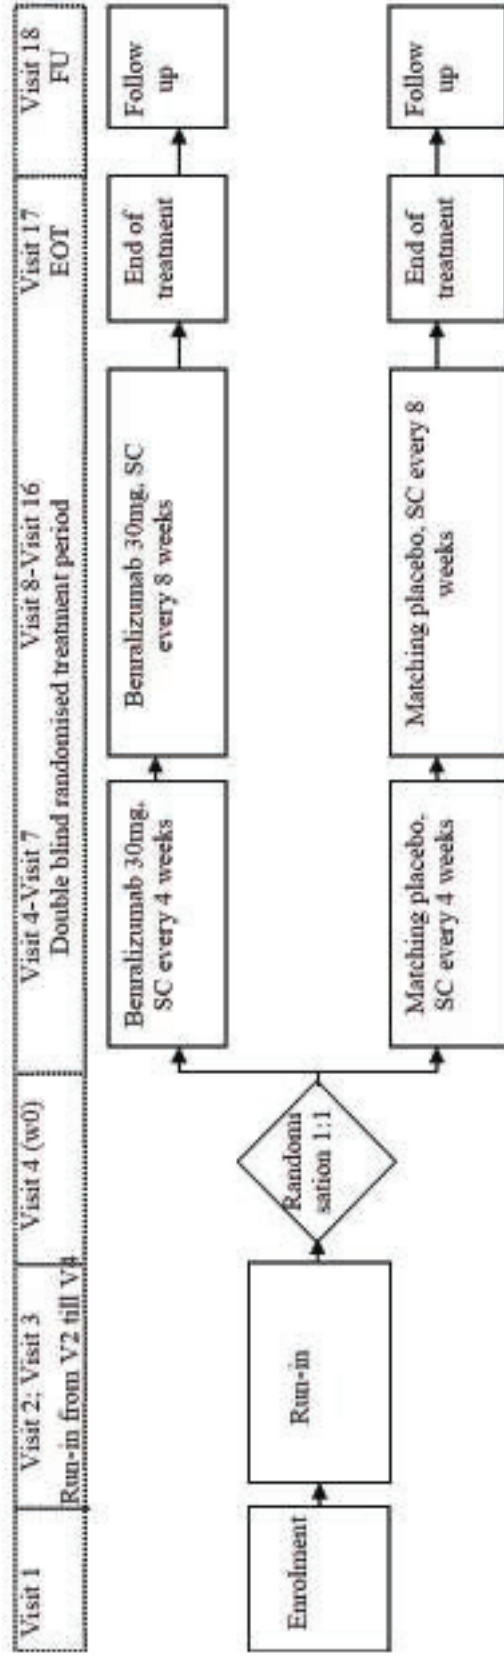 Visit 1
Visit 2; Visit 3
Run-in from V2 till V4
Visit 4 (w0)
Visit 4-Visit 7
Visit 8-Visit 16
Double blind randomised treatment period
Visit 17
EOT
Visit 18
FU
Enrolment
Run-in
Randomi
sation 1:1
Benralizumab 30mg,
SC every 4 weeks
Benralizumab 30mg, SC
every 8 weeks
End of
treatment
Follow
up
Matching placebo,
SC every 4 weeks
Matching placebo, SC every 8
weeks
End of
treatment
Follow
up